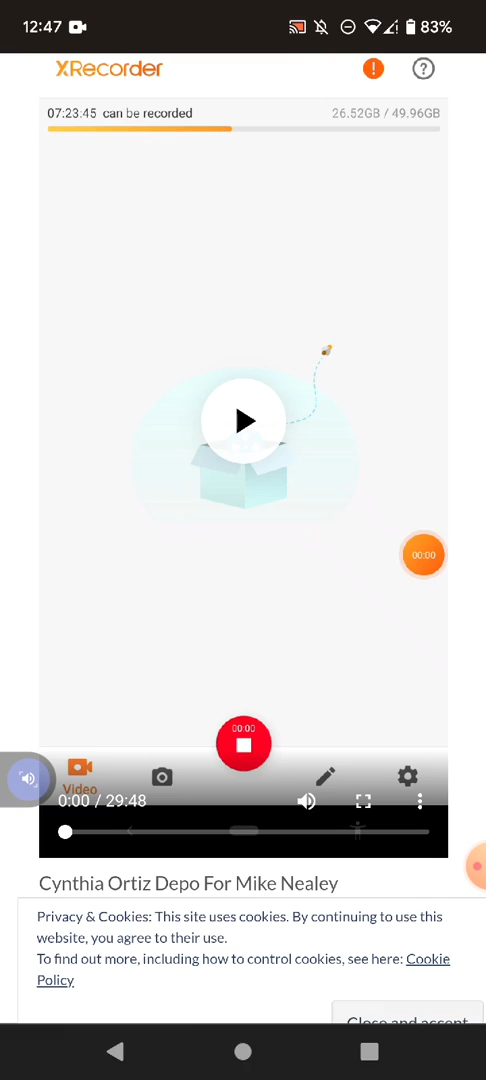 12:47
83%
XRecorder
!
?
07:23:45 can be recorded
26.52GB / 49.96GB
00:00
00:00
Video
0:00 / 29:48
Cynthia Ortiz Depo For Mike Nealey
Privacy & Cookies: This site uses cookies. By continuing to use this
website, you agree to their use.
To find out more, including how to control cookies, see here: Cookie
Policy
Close and accept